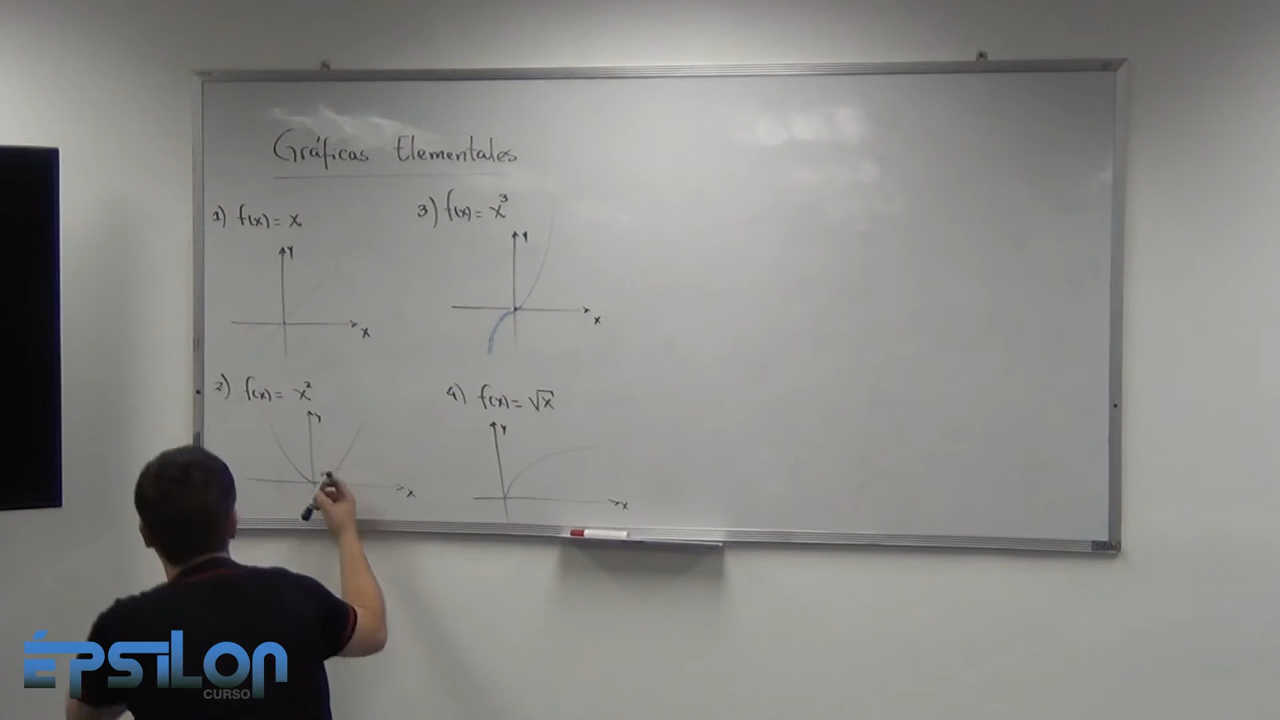 Gráficas Elementales
1) f(x) = x
y
x
2) f(x) = x²
y
x
3) f(x) = x³
y
x
4) f(x) = √x
y
x
ÉPSILON
CURSO